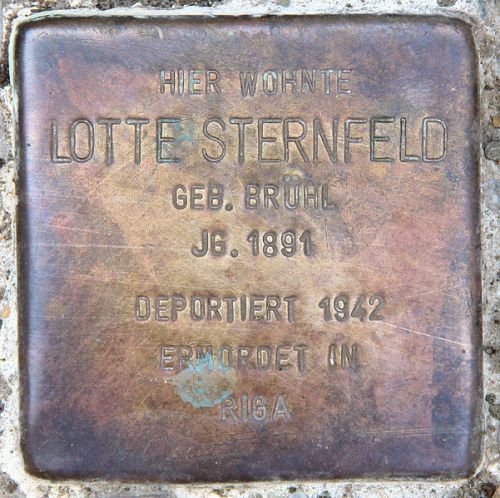 HIER WOHNTE
LOTTE STERNFELD
GEB. BRÜHL
JG. 1891
DEPORTIERT 1942
ERMORDET IN
RIGA